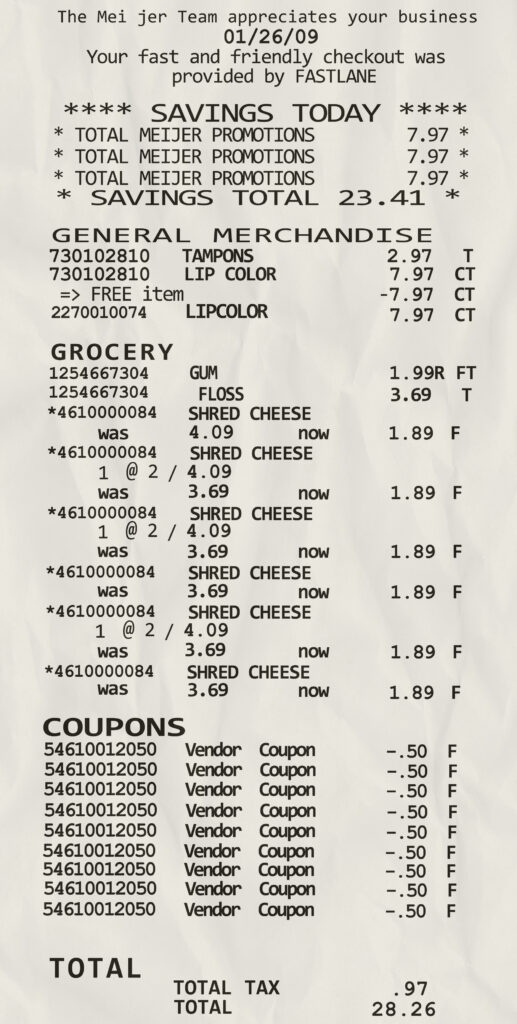 The Mei jer Team appreciates your business
01/26/09
Your fast and friendly checkout was
provided by FASTLANE
**** SAVINGS TODAY ****
* TOTAL MEIJER PROMOTIONS 7.97 *
* TOTAL MEIJER PROMOTIONS 7.97 *
* TOTAL MEIJER PROMOTIONS 7.97 *
* SAVINGS TOTAL 23.41 *
GENERAL MERCHANDISE
730102810 TAMPONS 2.97 T
730102810 LIP COLOR 7.97 CT
=> FREE item -7.97 CT
2270010074 LIPCOLOR 7.97 CT
GROCERY
1254667304 GUM 1.99R FT
1254667304 FLOSS 3.69 T
*4610000084 SHRED CHEESE
was 4.09 now 1.89 F
*4610000084 SHRED CHEESE
1 @ 2 / 4.09
was 3.69 now 1.89 F
*4610000084 SHRED CHEESE
1 @ 2 / 4.09
was 3.69 now 1.89 F
*4610000084 SHRED CHEESE
was 3.69 now 1.89 F
*4610000084 SHRED CHEESE
1 @ 2 / 4.09
was 3.69 now 1.89 F
*4610000084 SHRED CHEESE
was 3.69 now 1.89 F
COUPONS
54610012050 Vendor Coupon -.50 F
54610012050 Vendor Coupon -.50 F
54610012050 Vendor Coupon -.50 F
54610012050 Vendor Coupon -.50 F
54610012050 Vendor Coupon -.50 F
54610012050 Vendor Coupon -.50 F
54610012050 Vendor Coupon -.50 F
54610012050 Vendor Coupon -.50 F
54610012050 Vendor Coupon -.50 F
TOTAL
TOTAL TAX .97
TOTAL 28.26